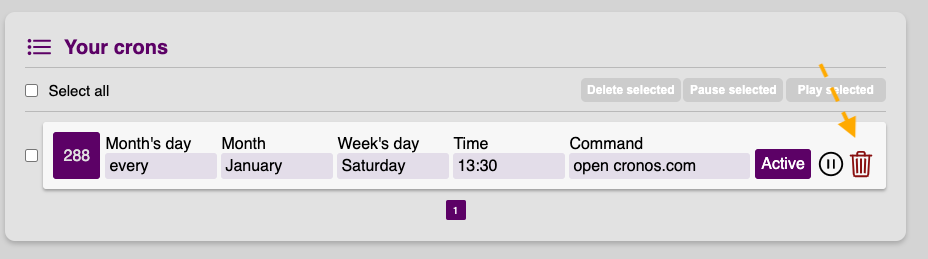 Your crons
Select all
Delete selected
Pause selected
Play selected
288
Month's day
Month
Week's day
Time
Command
every
January
Saturday
13:30
open cronos.com
Active
1